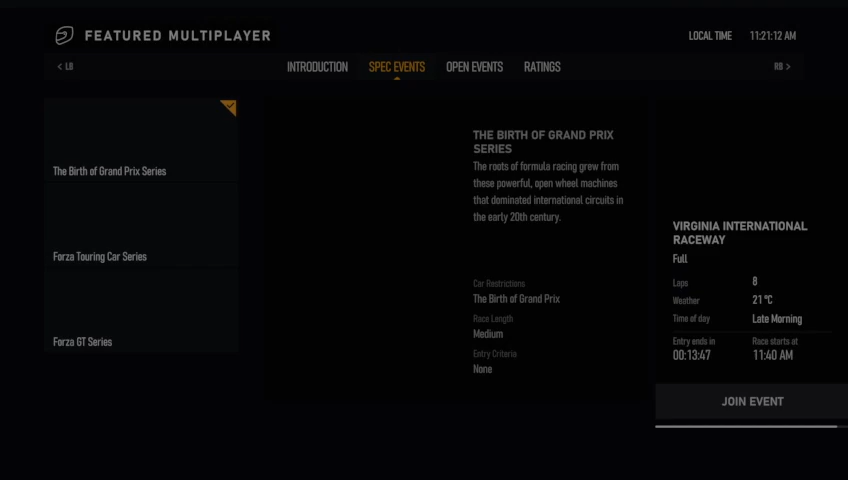 FEATURED MULTIPLAYER
LOCAL TIME 11:21:12 AM
< LB
INTRODUCTION SPEC EVENTS OPEN EVENTS RATINGS
RB >
The Birth of Grand Prix Series
Forza Touring Car Series
Forza GT Series
THE BIRTH OF GRAND PRIX
SERIES
The roots of formula racing grew from
these powerful, open wheel machines
that dominated international circuits in
the early 20th century.
Car Restrictions
The Birth of Grand Prix
Race Length
Medium
Entry Criteria
None
VIRGINIA INTERNATIONAL
RACEWAY
Full
Laps 8
Weather 21 °C
Time of day Late Morning
Entry ends in Race starts at
00:13:47 11:40 AM
JOIN EVENT